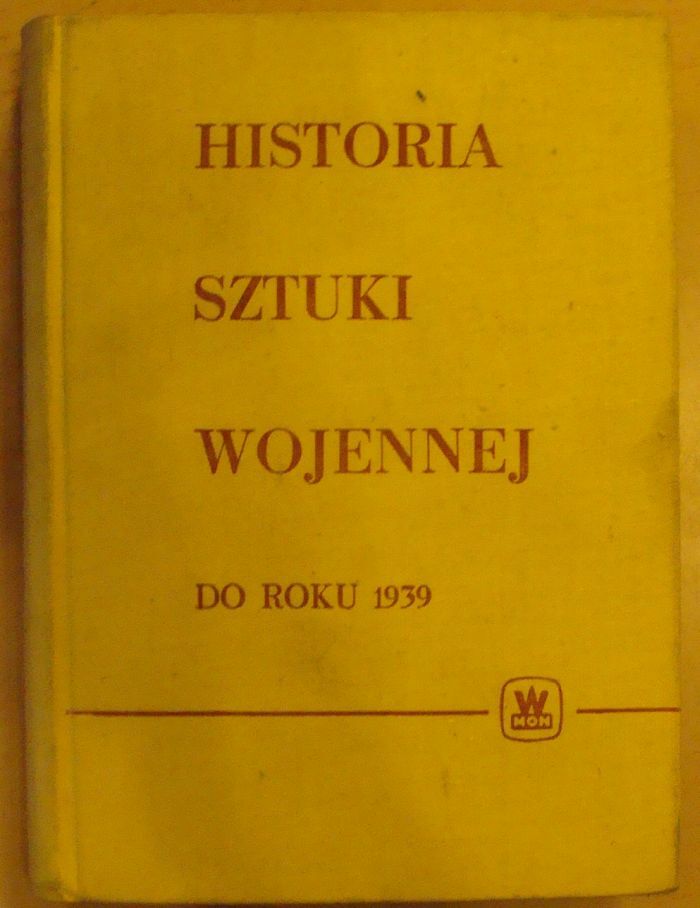 HISTORIA
SZTUKI
WOJENNEJ
DO ROKU 1939
W
MON